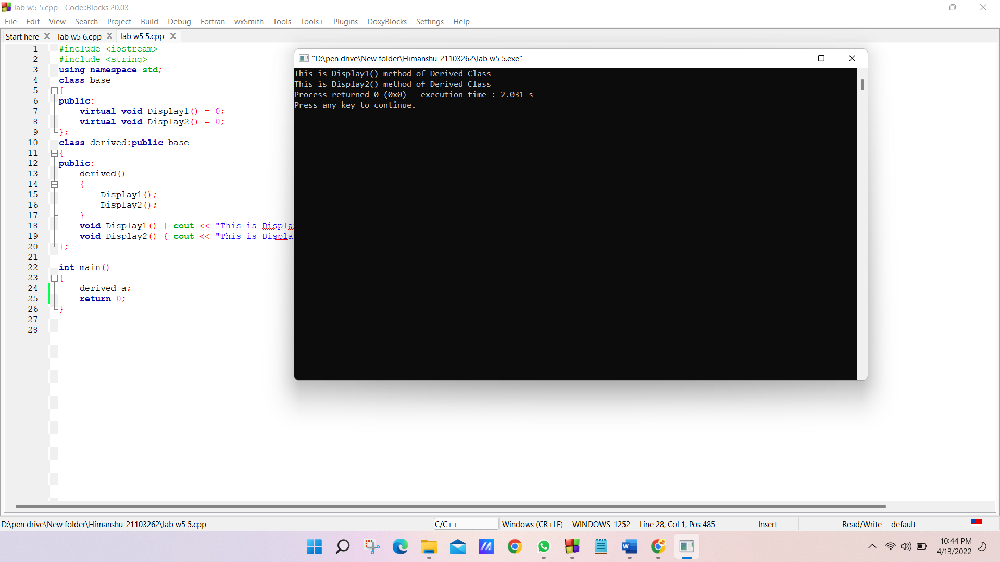 lab w5 5.cpp - Code::Blocks 20.03
File Edit View Search Project Build Debug Fortran wxSmith Tools Tools+ Plugins DoxyBlocks Settings Help
Start here lab w5 6.cpp lab w5 5.cpp
1 #include <iostream>
2 #include <string>
3 using namespace std;
4 class base
5 {
6 public:
7 virtual void Display1() = 0;
8 virtual void Display2() = 0;
9 };
10 class derived:public base
11 {
12 public:
13 derived()
14 {
15 Display1();
16 Display2();
17 }
18 void Display1() { cout << "This is Displa
19 void Display2() { cout << "This is Displa
20 };
21
22 int main()
23 {
24 derived a;
25 return 0;
26 }
27
28
"D:\pen drive\New folder\Himanshu_21103262\lab w5 5.exe"
This is Display1() method of Derived Class
This is Display2() method of Derived Class
Process returned 0 (0x0) execution time : 2.031 s
Press any key to continue.
D:\pen drive\New folder\Himanshu_21103262\lab w5 5.cpp C/C++ Windows (CR+LF) WINDOWS-1252 Line 28, Col 1, Pos 485 Insert Read/Write default
10:44 PM
4/13/2022